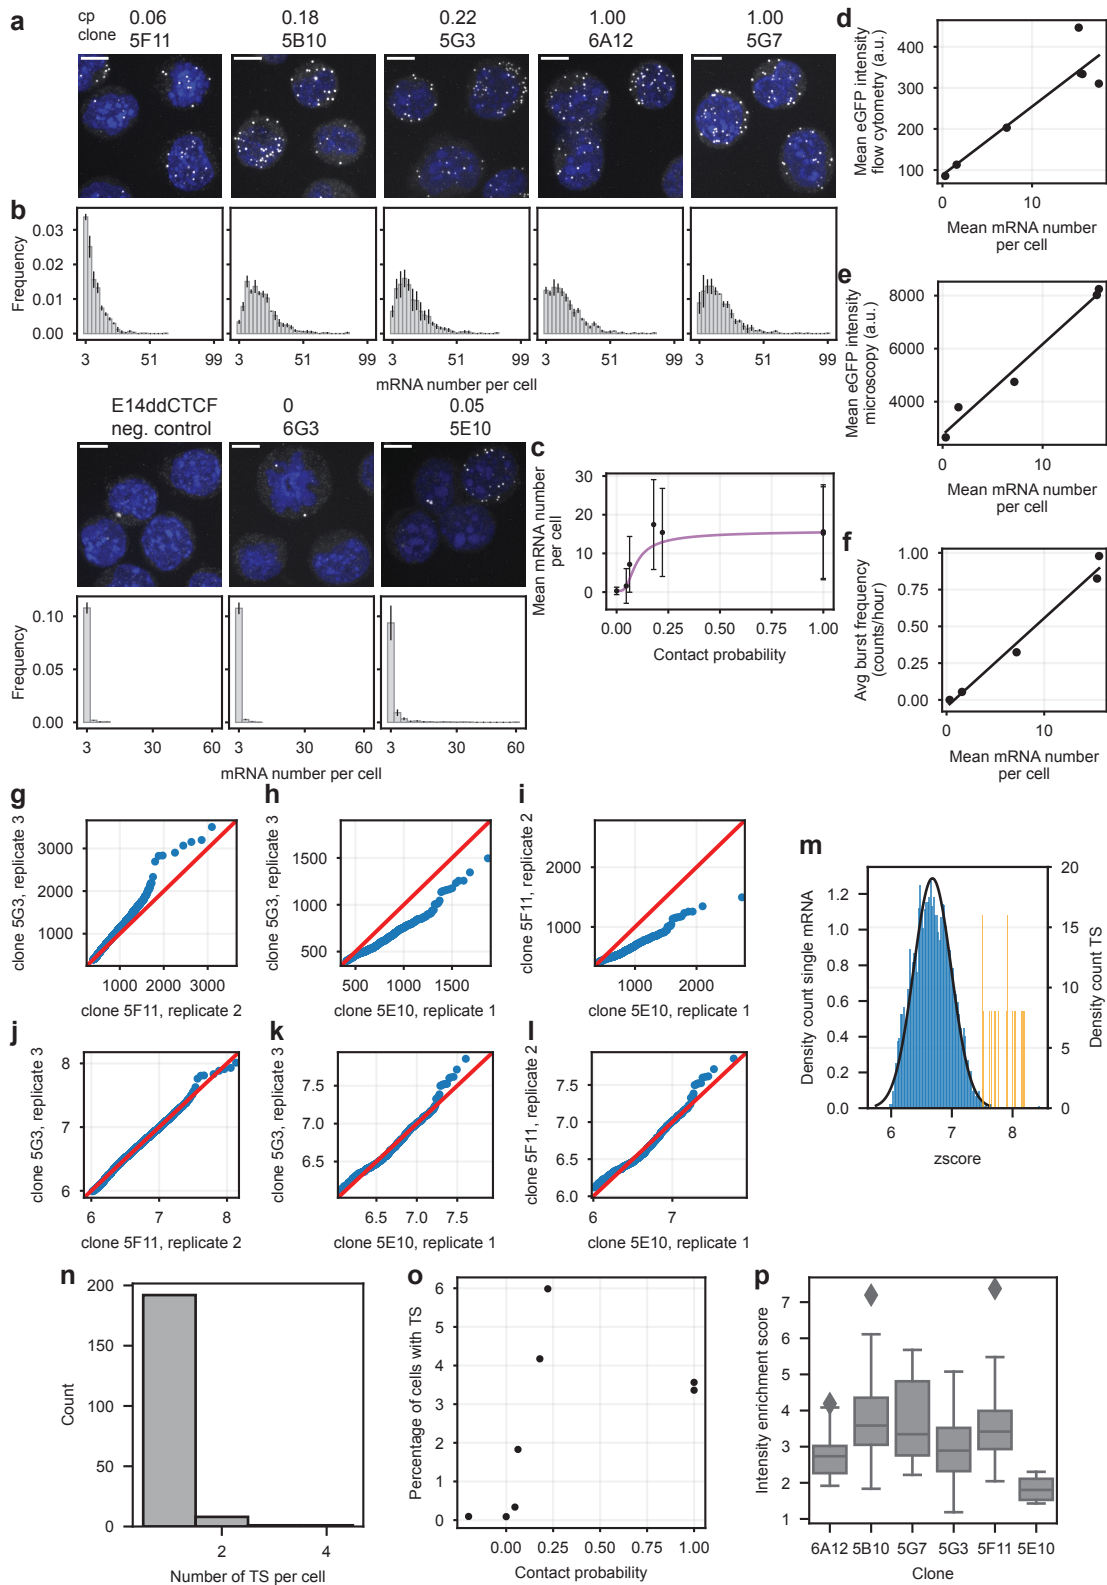 a
cp 0.06 0.18 0.22 1.00 1.00
clone 5F11 5B10 5G3 6A12 5G7
b
Frequency
0.03
0.02
0.01
0.00
3 51 99 3 51 99 3 51 99 3 51 99 3 51 99
mRNA number per cell
E14ddCTCF 0 0.05
neg. control 6G3 5E10
Frequency
0.10
0.05
0.00
3 30 60 3 30 60 3 30 60
mRNA number per cell
c
Mean mRNA number
per cell
30
20
10
0
0.00 0.25 0.50 0.75 1.00
Contact probability
d
Mean eGFP intensity
flow cytometry (a.u.)
400
300
200
100
0 10
Mean mRNA number
per cell
e
Mean eGFP intensity
microscopy (a.u.)
8000
6000
4000
0 10
Mean mRNA number
per cell
f
Avg burst frequency
(counts/hour)
1.00
0.75
0.50
0.25
0.00
0 10
Mean mRNA number
per cell
g
clone 5G3, replicate 3
3000
2000
1000
1000 2000 3000
clone 5F11, replicate 2
h
clone 5G3, replicate 3
1500
1000
500
500 1000 1500
clone 5E10, replicate 1
i
clone 5F11, replicate 2
2000
1000
1000 2000
clone 5E10, replicate 1
j
clone 5G3, replicate 3
8
7
6
6 7 8
clone 5F11, replicate 2
k
clone 5G3, replicate 3
7.5
7.0
6.5
6.5 7.0 7.5
clone 5E10, replicate 1
l
clone 5F11, replicate 2
7.5
7.0
6.5
6.0
6 7
clone 5E10, replicate 1
m
Density count single mRNA
1.2
1.0
0.8
0.6
0.4
0.2
0.0
6 7 8
zscore
20
15
10
5
0
Density count TS
n
Count
200
150
100
50
0
2 4
Number of TS per cell
o
Percentage of cells with TS
6
5
4
3
2
1
0
0.00 0.25 0.50 0.75 1.00
Contact probability
p
Intensity enrichment score
7
6
5
4
3
2
1
6A12 5B10 5G7 5G3 5F11 5E10
Clone